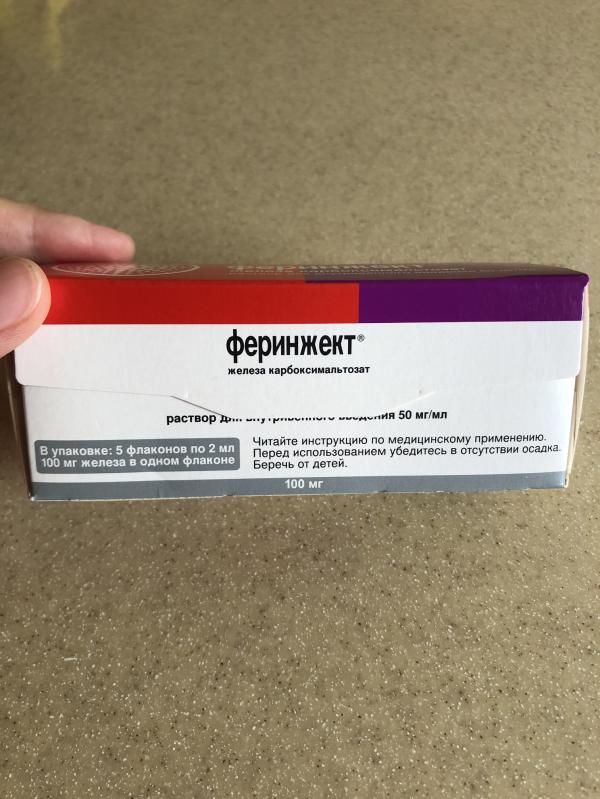 феринжект®
железа карбоксимальтозат
раствор для внутривенного введения 50 мг/мл
В упаковке: 5 флаконов по 2 мл
100 мг железа в одном флаконе
Читайте инструкцию по медицинскому применению.
Перед использованием убедитесь в отсутствии осадка.
Беречь от детей.
100 мг